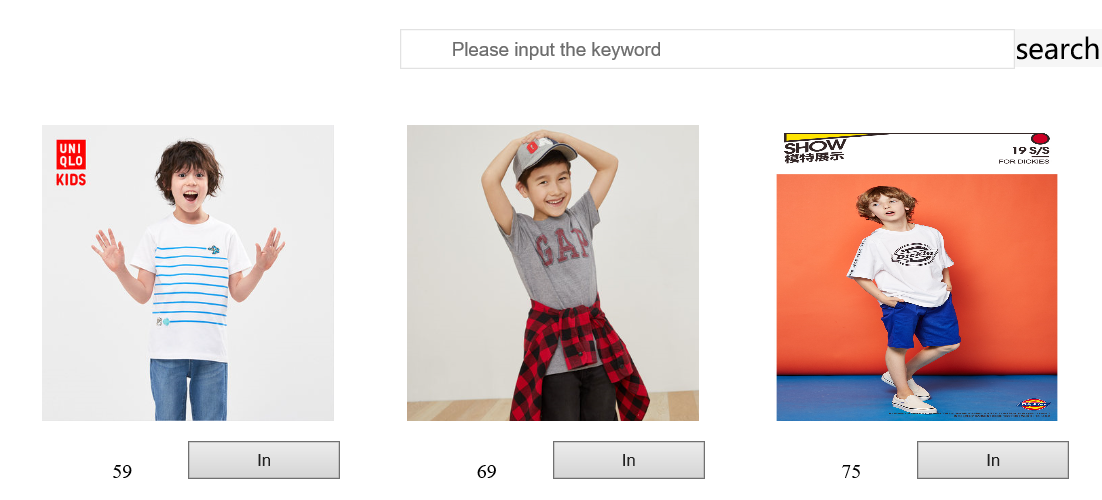 Please input the keyword
search
UNI
QLO
KIDS
GAP
SHOW
模特展示
19 S/S
FOR DICKIES
Dickies
59
In
69
In
75
In